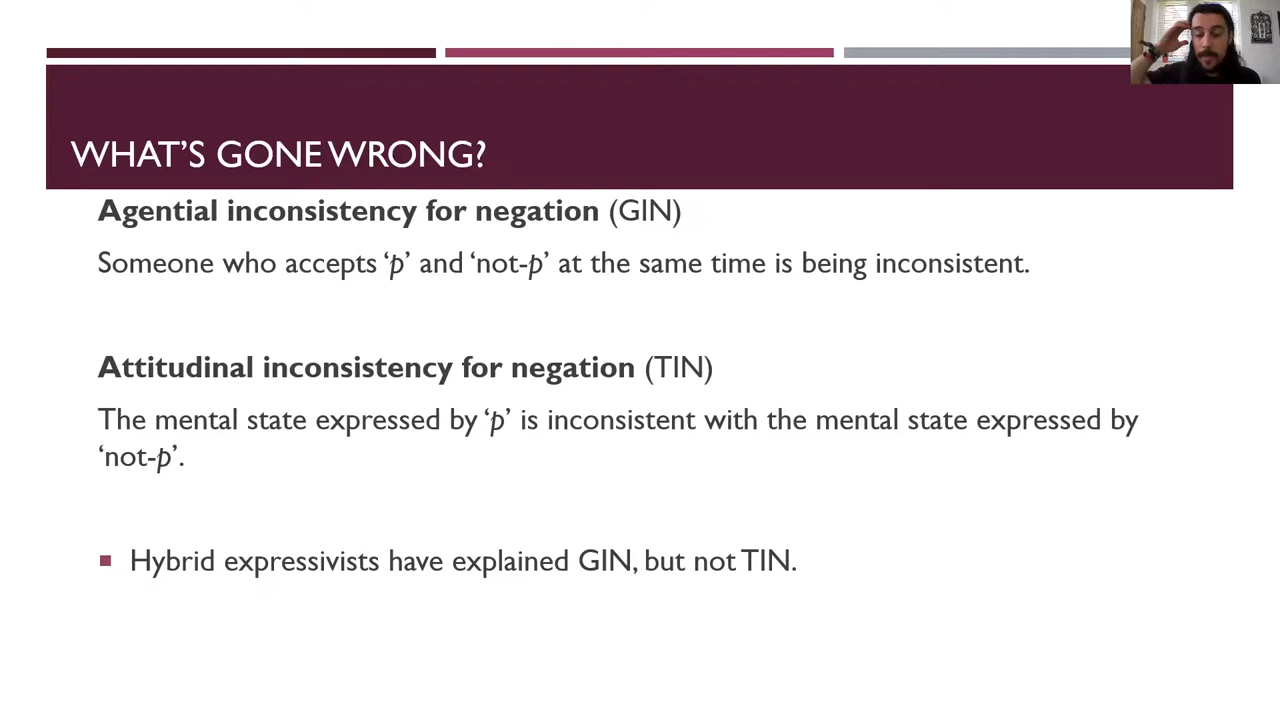 WHAT'S GONE WRONG?
Agential inconsistency for negation (GIN)
Someone who accepts ‘p’ and ‘not-p’ at the same time is being inconsistent.
Attitudinal inconsistency for negation (TIN)
The mental state expressed by ‘p’ is inconsistent with the mental state expressed by
‘not-p’.
Hybrid expressivists have explained GIN, but not TIN.